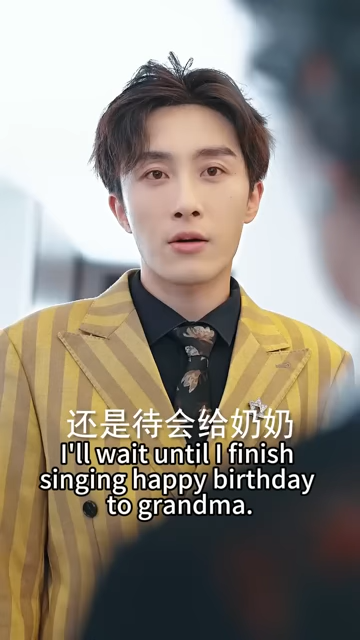 还是待会给奶奶
I'll wait until I finish
singing happy birthday
to grandma.